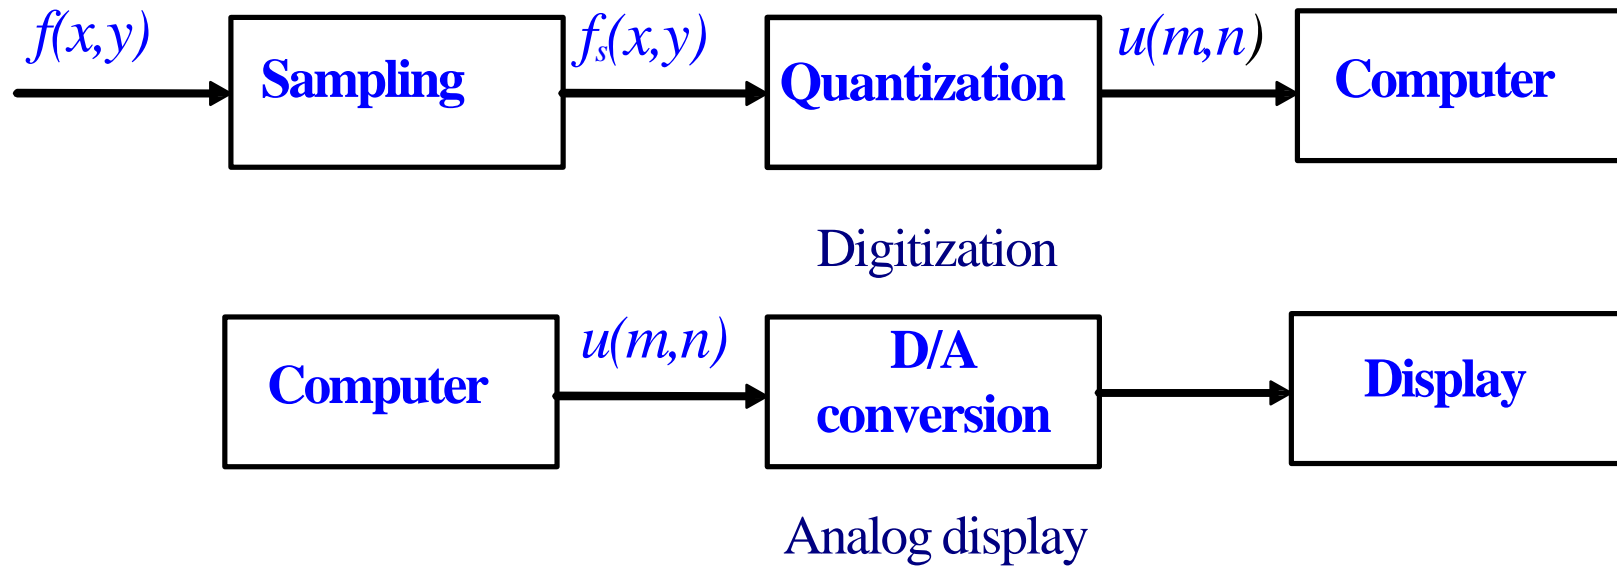 f(x,y)
Sampling
fs(x,y)
Quantization
u(m,n)
Computer
Digitization
Computer
u(m,n)
D/A
conversion
Display
Analog display